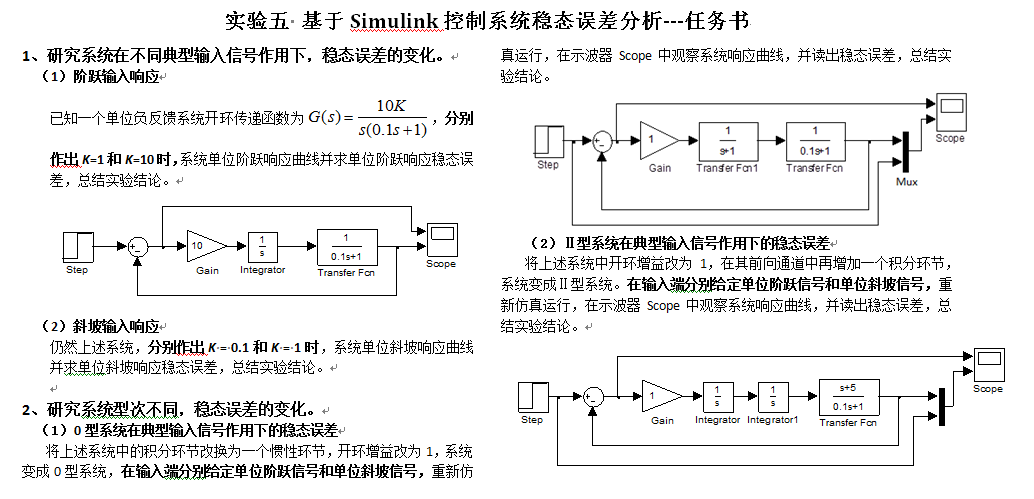 实验五· 基于 Simulink 控制系统稳态误差分析---任务书
1、研究系统在不同典型输入信号作用下，稳态误差的变化。
（1）阶跃输入响应
已知一个单位负反馈系统开环传递函数为 G(s) = 10K / s(0.1s+1) ，分别
作出 K=1 和 K=10 时，系统单位阶跃响应曲线并求单位阶跃响应稳态误
差，总结实验结论。
Step
+
-
10
Gain
1
s
Integrator
1
0.1s+1
Transfer Fcn
Scope
（2）斜坡输入响应
仍然上述系统，分别作出 K·=·0.1 和 K·=·1 时，系统单位斜坡响应曲线
并求单位斜坡响应稳态误差，总结实验结论。
2、研究系统型次不同，稳态误差的变化。
（1）0 型系统在典型输入信号作用下的稳态误差
将上述系统中的积分环节改换为一个惯性环节，开环增益改为 1，系统
变成 0 型系统，在输入端分别给定单位阶跃信号和单位斜坡信号，重新仿
真运行，在示波器 Scope 中观察系统响应曲线，并读出稳态误差，总结实
验结论。
Step
+
-
1
Gain
1
s+1
Transfer Fcn1
1
0.1s+1
Transfer Fcn
Mux
Scope
（2）Ⅱ型系统在典型输入信号作用下的稳态误差
将上述系统中开环增益改为 1，在其前向通道中再增加一个积分环节，
系统变成Ⅱ型系统。在输入端分别给定单位阶跃信号和单位斜坡信号，重
新仿真运行，在示波器 Scope 中观察系统响应曲线，并读出稳态误差，总
结实验结论。
Step
+
-
1
Gain
1
s
Integrator
1
s
Integrator1
s+5
0.1s+1
Transfer Fcn
Scope